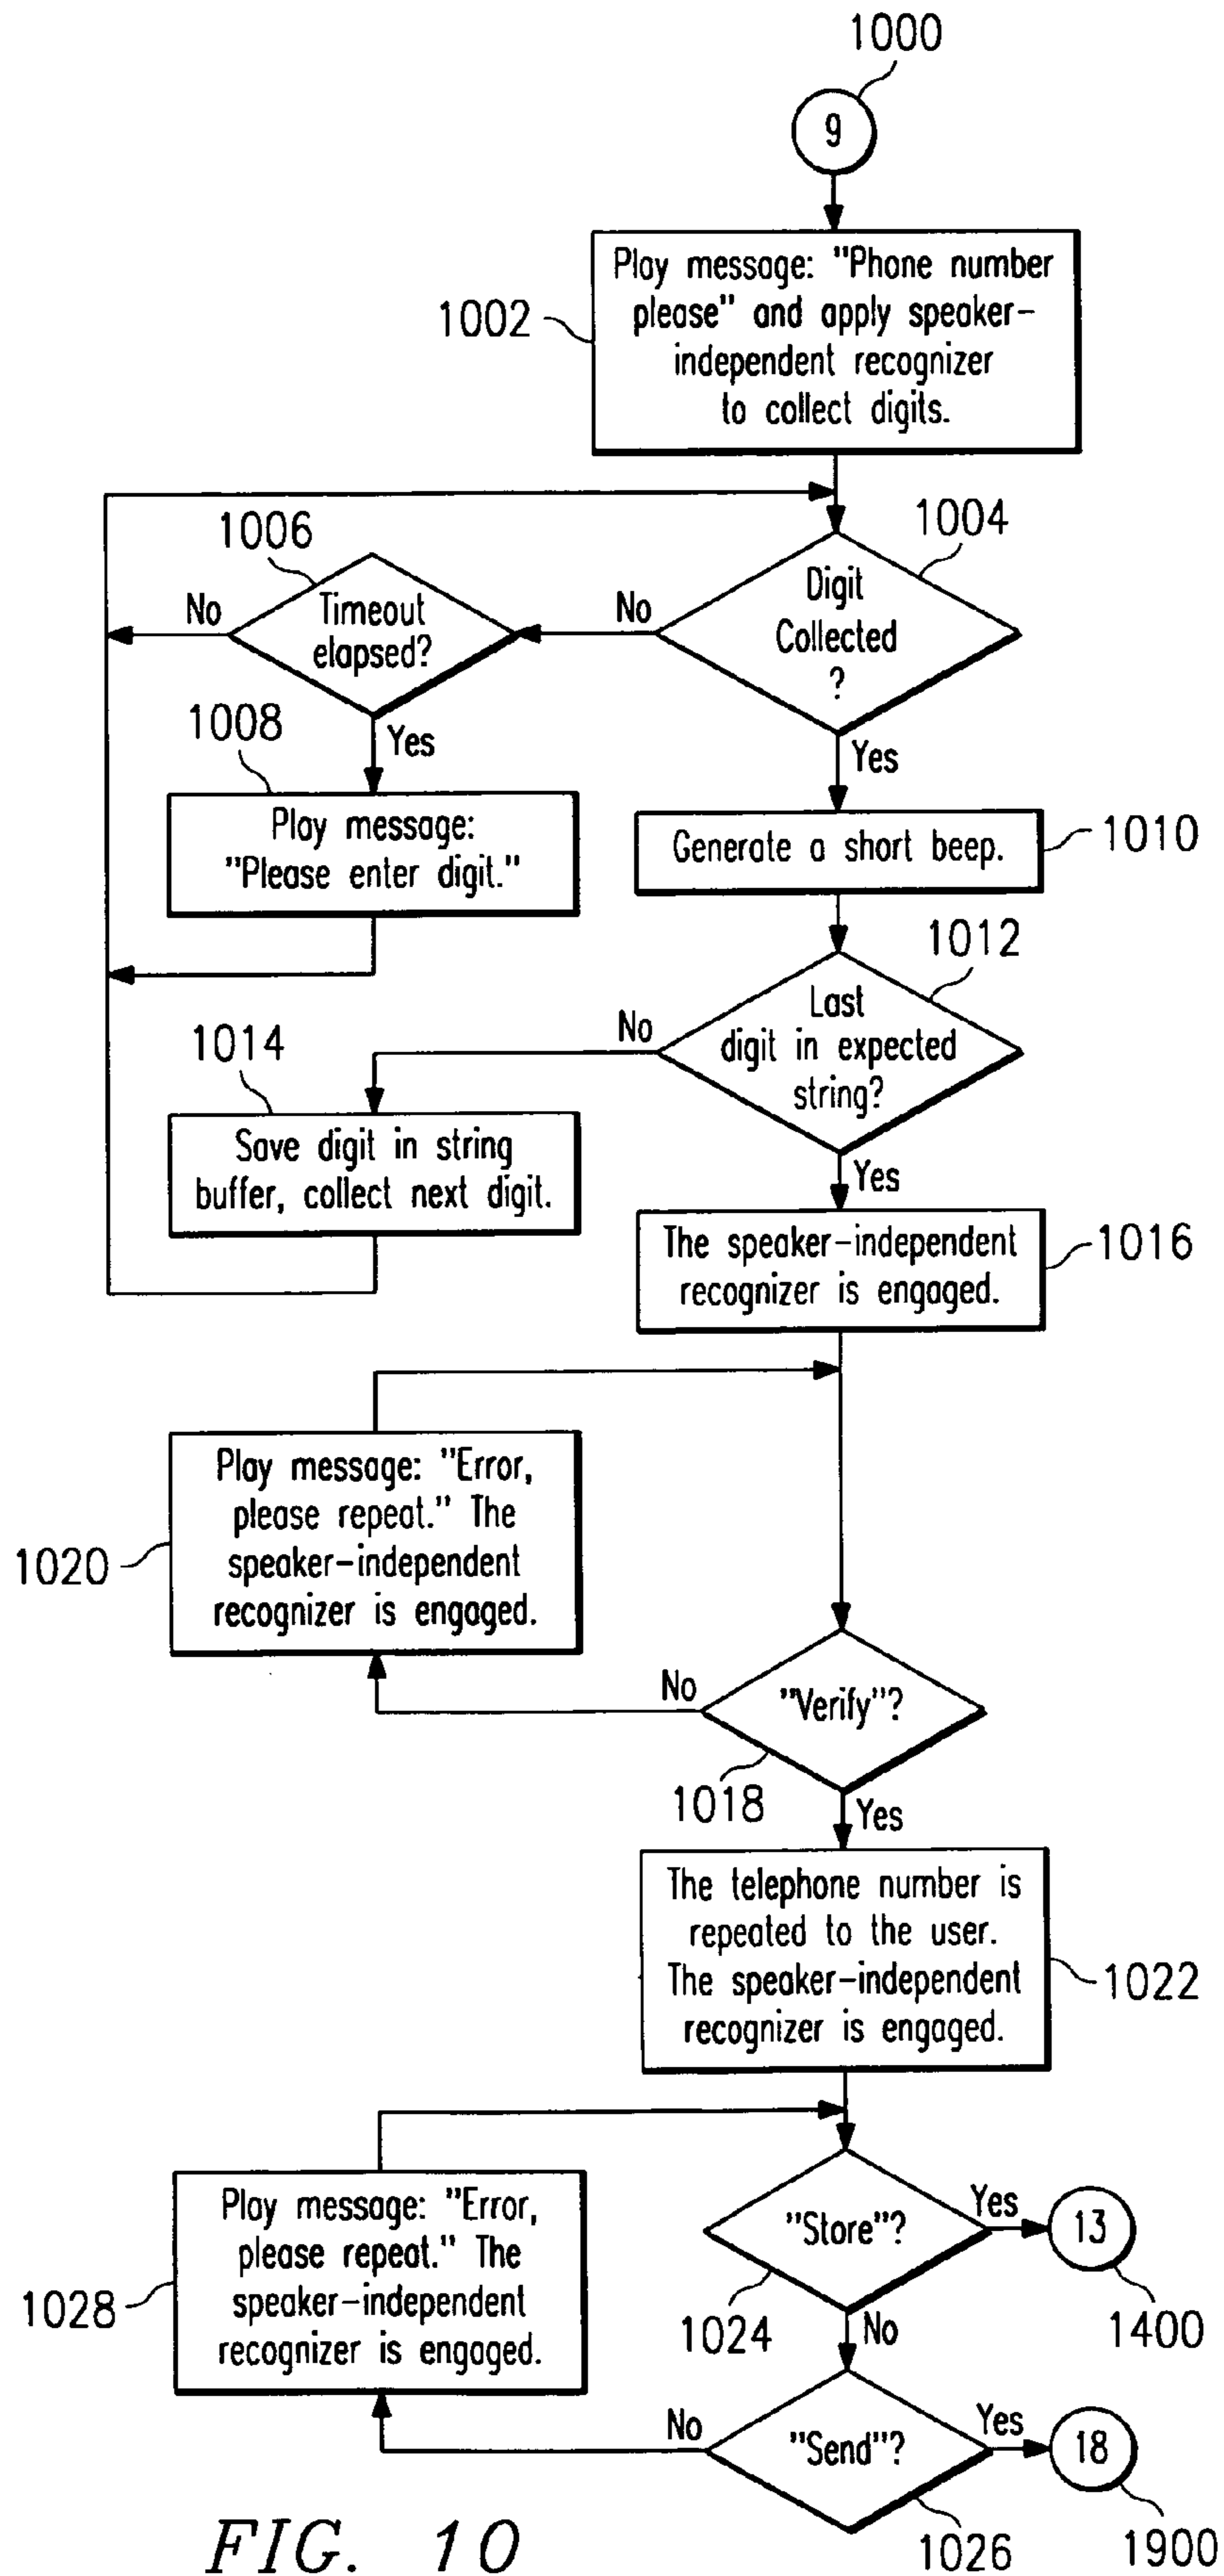 1000
9
Play message: "Phone number
please" and apply speaker-
independent recognizer
to collect digits.
1002
1004
Digit
Collected
?
No
1006
Timeout
elapsed?
No
Yes
1008
Play message:
"Please enter digit."
Yes
Generate a short beep.
1010
1012
Last
digit in expected
string?
No
1014
Save digit in string
buffer, collect next digit.
Yes
The speaker-independent
recognizer is engaged.
1016
Play message: "Error,
please repeat." The
speaker-independent
recognizer is engaged.
1020
No
"Verify"?
1018
Yes
The telephone number is
repeated to the user.
The speaker-independent
recognizer is engaged.
1022
Play message: "Error,
please repeat." The
speaker-independent
recognizer is engaged.
1028
"Store"?
Yes
13
1024
1400
No
No
"Send"?
Yes
18
1026
1900
FIG. 10